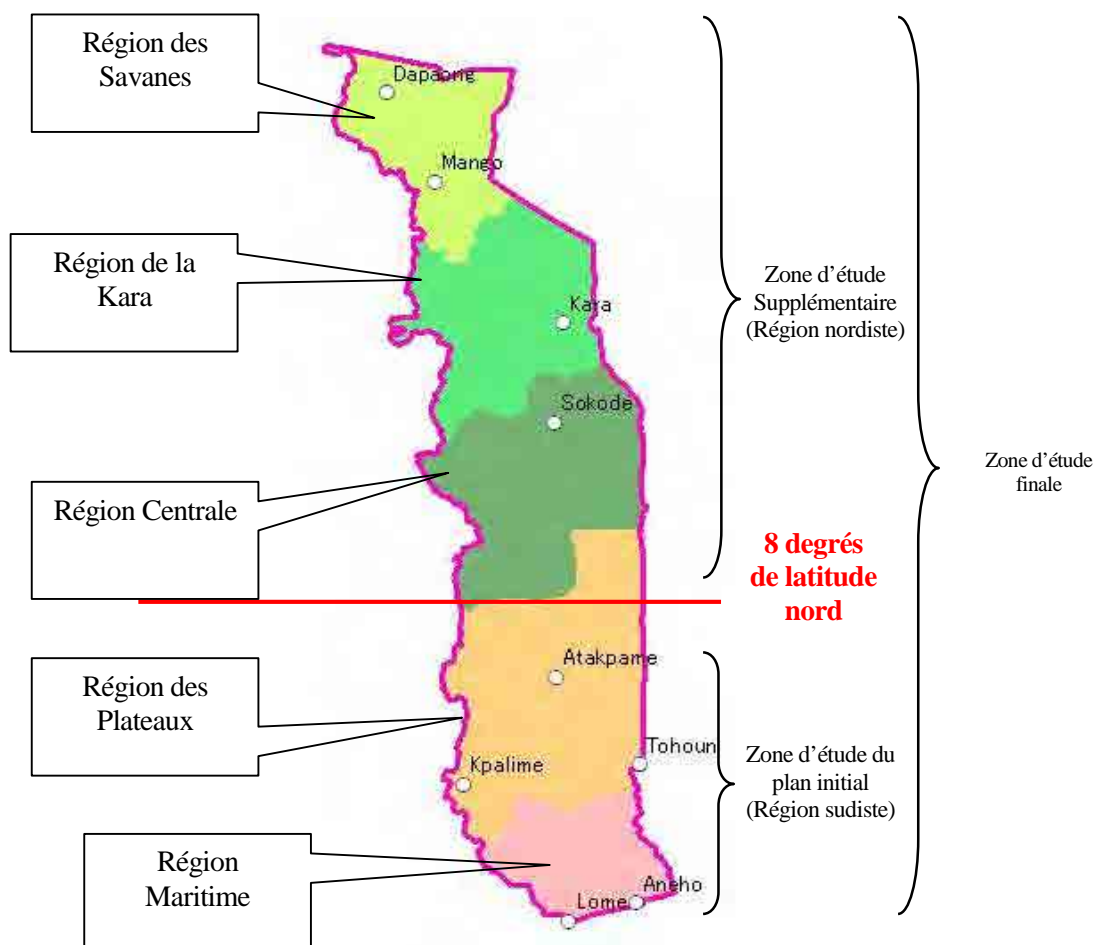 Région des
Savanes
Dapaong
Mango
Région de la
Kara
Zone d'étude
Supplémentaire
(Région nordiste)
Kara
Sokode
Zone d'étude
finale
Région Centrale
8 degrés
de latitude
nord
Atakpame
Région des
Plateaux
Tohoun
Zone d'étude du
plan initial
(Région sudiste)
Kpalime
Région
Maritime
Aneho
Lome